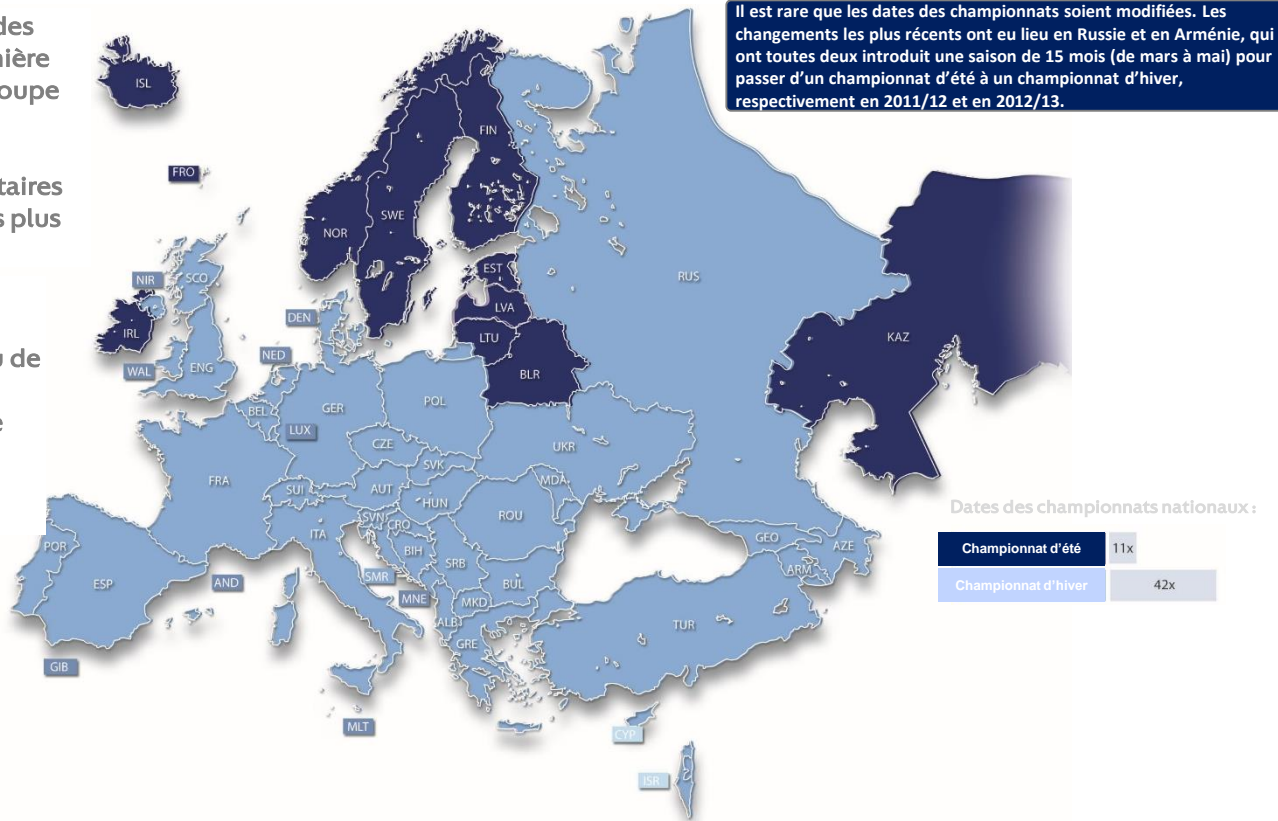 des
nière
oupe
taires
s plus
u de
e
Il est rare que les dates des championnats soient modifiées. Les
changements les plus récents ont eu lieu en Russie et en Arménie, qui
ont toutes deux introduit une saison de 15 mois (de mars à mai) pour
passer d'un championnat d'été à un championnat d'hiver,
respectivement en 2011/12 et en 2012/13.
ISL
FRO
FIN
SWE
NOR
RUS
EST
LVA
LTU
BLR
KAZ
NIR
SCO
IRL
DEN
WAL
ENG
NED
BEL
GER
POL
LUX
CZE
UKR
FRA
SVK
MDA
SUI
AUT
HUN
ROU
ITA
SVN
CRO
BIH
SRB
GEO
AZE
ARM
POR
ESP
AND
SMR
BUL
MNE
MKD
ALB
GRE
TUR
GIB
MLT
CYP
ISR
Dates des championnats nationaux :
Championnat d'été 11x
Championnat d'hiver 42x